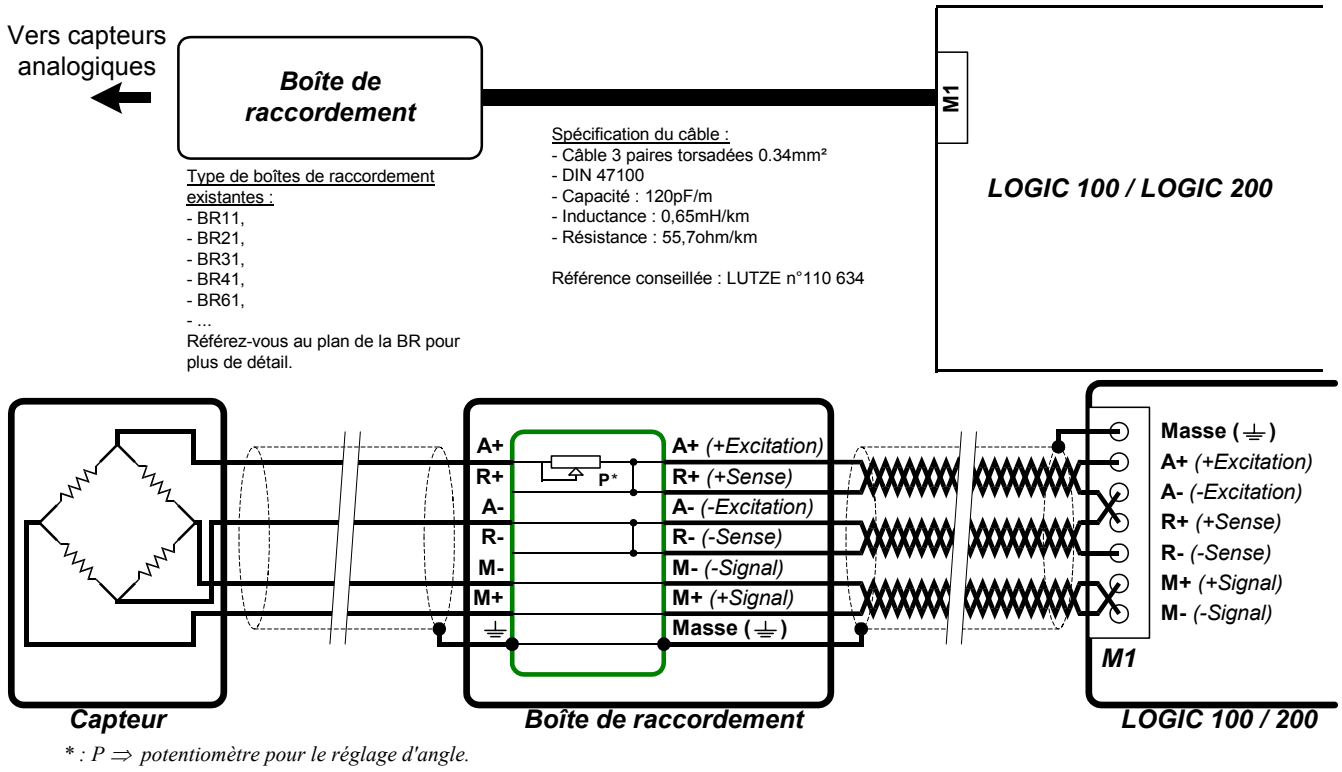 Vers capteurs
analogiques
Boîte de
raccordement
M1
LOGIC 100 / LOGIC 200
Type de boîtes de raccordement
existantes :
- BR11,
- BR21,
- BR31,
- BR41,
- BR61,
- ...
Référez-vous au plan de la BR pour
plus de détail.
Spécification du câble :
- Câble 3 paires torsadées 0.34mm²
- DIN 47100
- Capacité : 120pF/m
- Inductance : 0,65mH/km
- Résistance : 55,7ohm/km
Référence conseillée : LUTZE n°110 634
A+
R+
A-
R-
M-
M+
P*
A+ (+Excitation)
R+ (+Sense)
A- (-Excitation)
R- (-Sense)
M- (-Signal)
M+ (+Signal)
Masse (⏚)
Masse (⏚)
A+ (+Excitation)
A- (-Excitation)
R+ (+Sense)
R- (-Sense)
M+ (+Signal)
M- (-Signal)
M1
Capteur
Boîte de raccordement
LOGIC 100 / 200
* : P ⇒ potentiomètre pour le réglage d'angle.